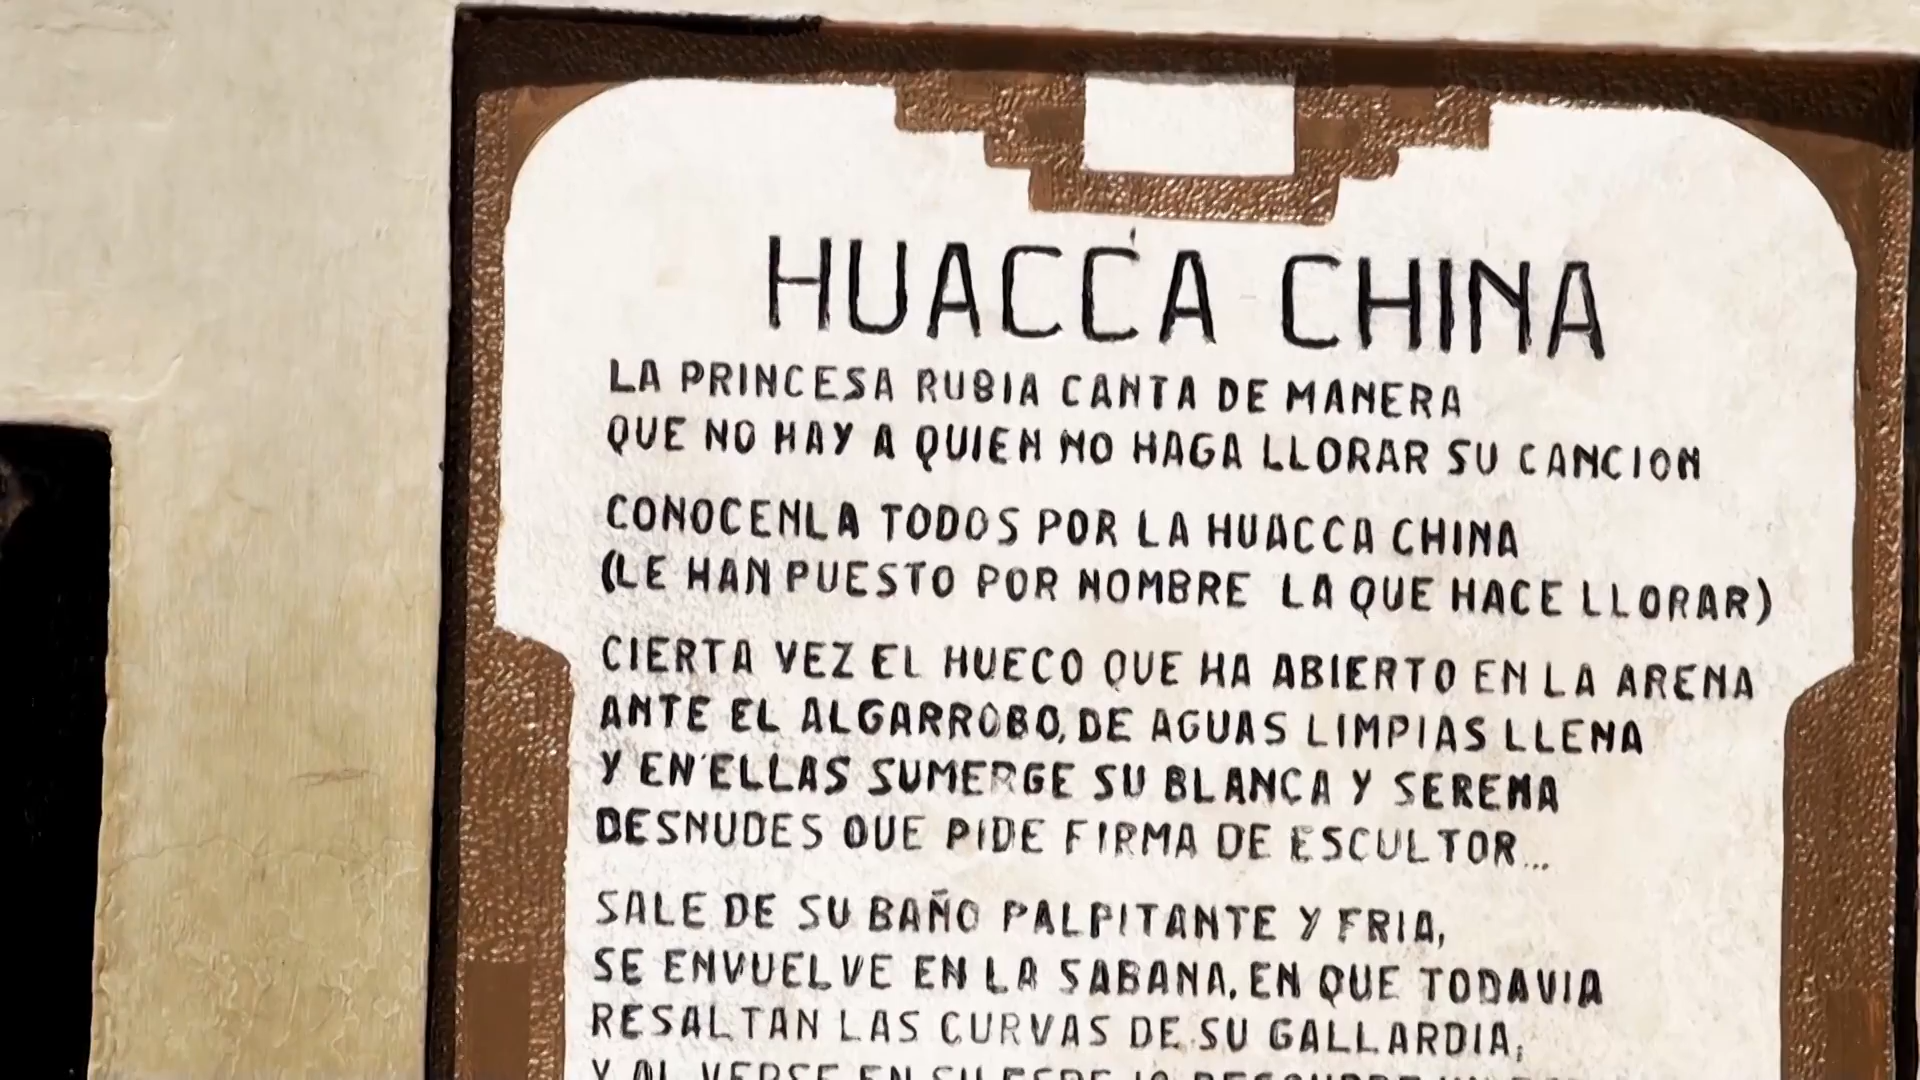 HUACCA CHINA
LA PRINCESA RUBIA CANTA DE MANERA
QUE NO HAY A QUIEN NO HAGA LLORAR SU CANCION
CONOCENLA TODOS POR LA HUACCA CHINA
(LE HAN PUESTO POR NOMBRE LA QUE HACE LLORAR)
CIERTA VEZ EL HUECO QUE HA ABIERTO EN LA ARENA
ANTE EL ALGARROBO, DE AGUAS LIMPIAS LLENA
Y EN ELLAS SUMERGE SU BLANCA Y SERENA
DESNUDES QUE PIDE FIRMA DE ESCULTOR...
SALE DE SU BAÑO PALPITANTE Y FRIA,
SE ENVUELVE EN LA SABANA, EN QUE TODAVIA
RESALTAN LAS CURVAS DE SU GALLARDIA;
Y AL VERSE EN SU